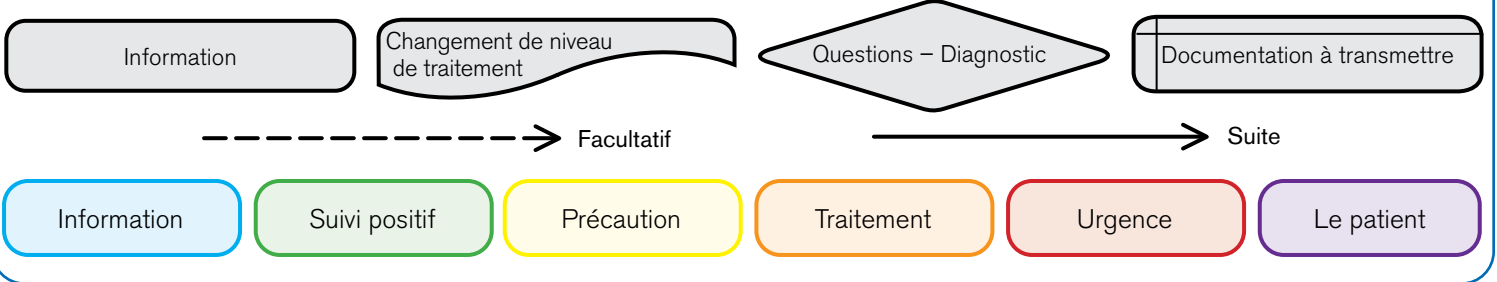 Information
Changement de niveau
de traitement
Questions – Diagnostic
Documentation à transmettre
Facultatif
Suite
Information
Suivi positif
Précaution
Traitement
Urgence
Le patient